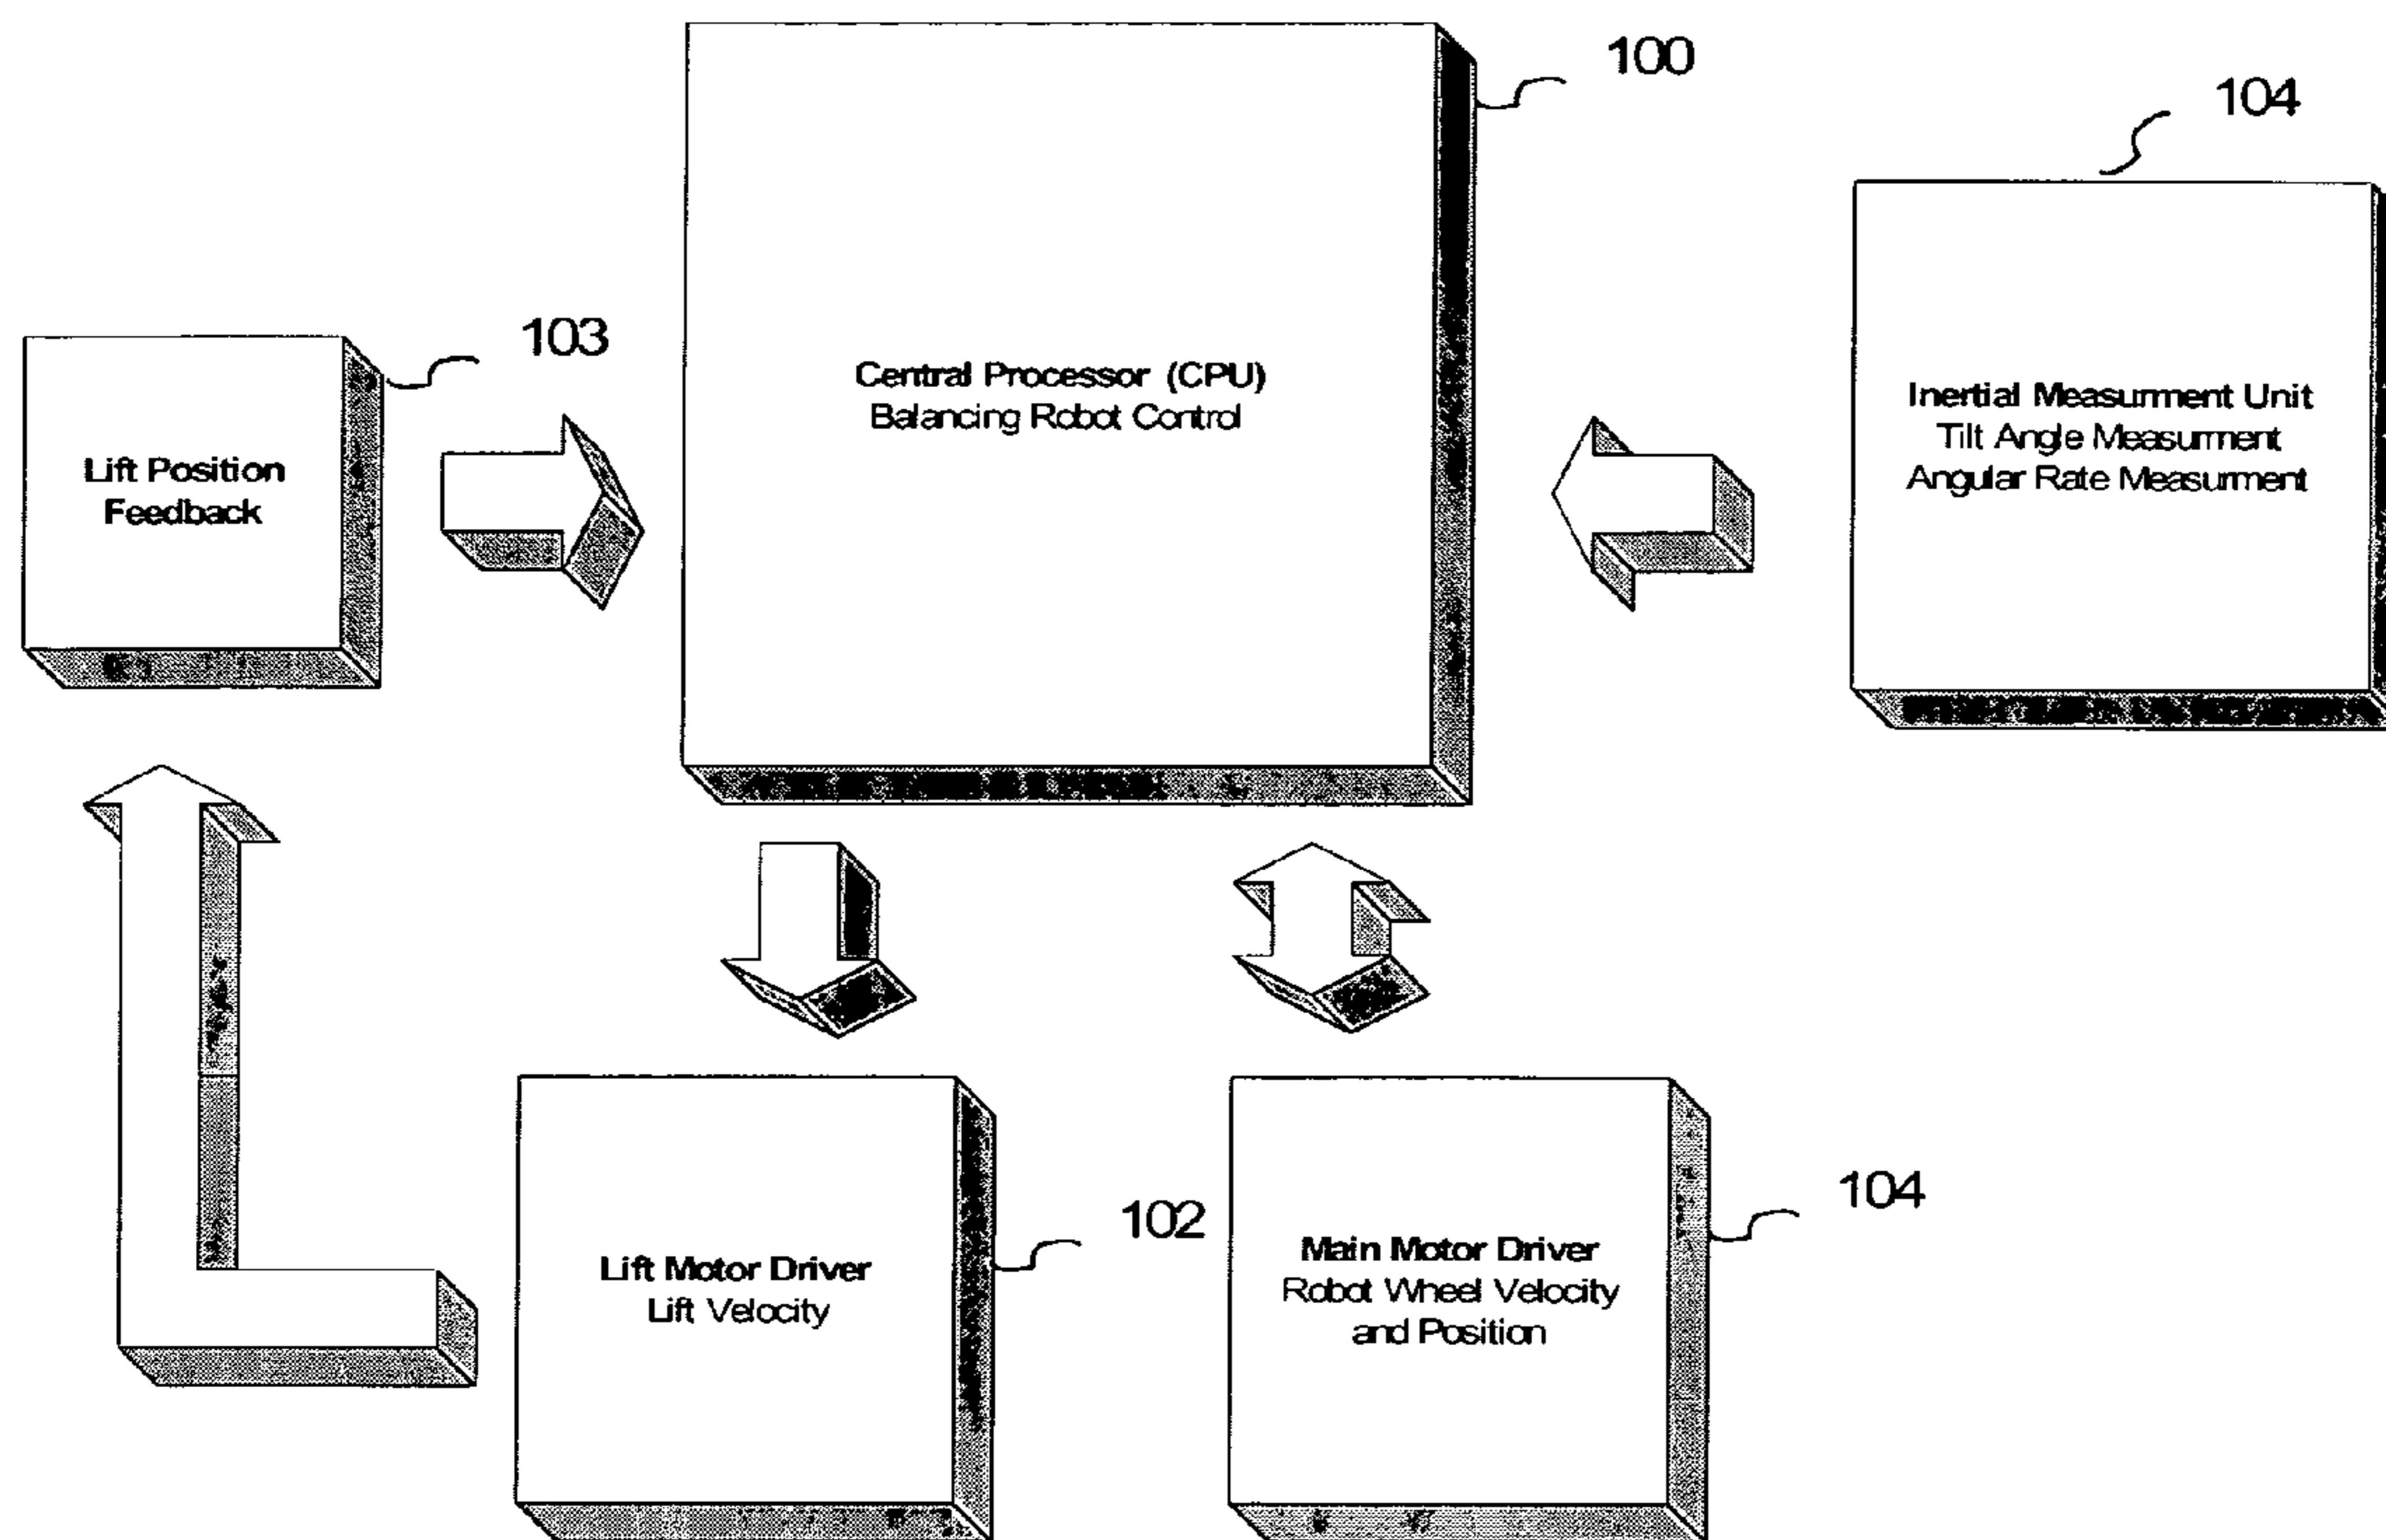 100
104
103
Central Processor (CPU)
Balancing Robot Control
Inertial Measurment Unit
Tilt Angle Measurment
Angular Rate Measurment
Lift Position
Feedback
102
104
Lift Motor Driver
Lift Velocity
Main Motor Driver
Robot Wheel Velocity
and Position